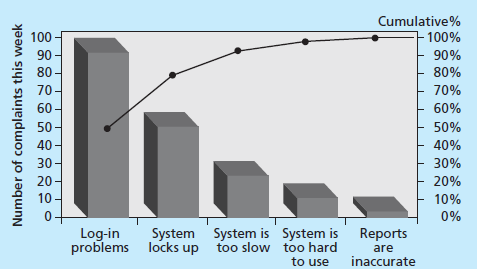 Cumulative%
Number of complaints this week
100 100%
90 90%
80 80%
70 70%
60 60%
50 50%
40 40%
30 30%
20 20%
10 10%
0 0%
Log-in System System is System is Reports
problems locks up too slow too hard are
to use inaccurate